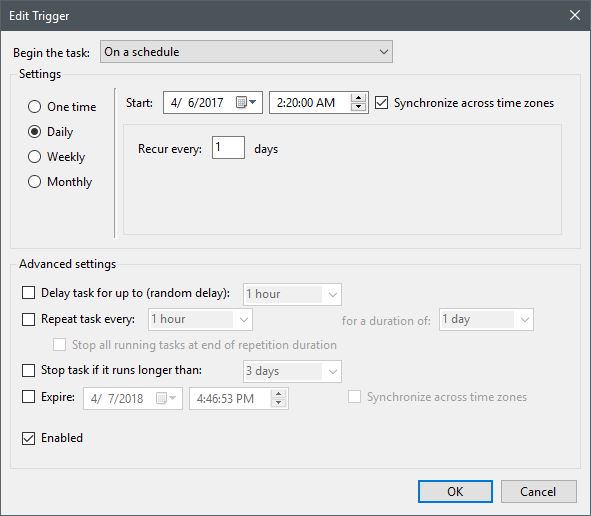 Edit Trigger
Begin the task: On a schedule
Settings
One time
Daily
Weekly
Monthly
Start: 4/ 6/2017 2:20:00 AM Synchronize across time zones
Recur every: 1 days
Advanced settings
Delay task for up to (random delay): 1 hour
Repeat task every: 1 hour for a duration of: 1 day
Stop all running tasks at end of repetition duration
Stop task if it runs longer than: 3 days
Expire: 4/ 7/2018 4:46:53 PM Synchronize across time zones
Enabled
OK Cancel